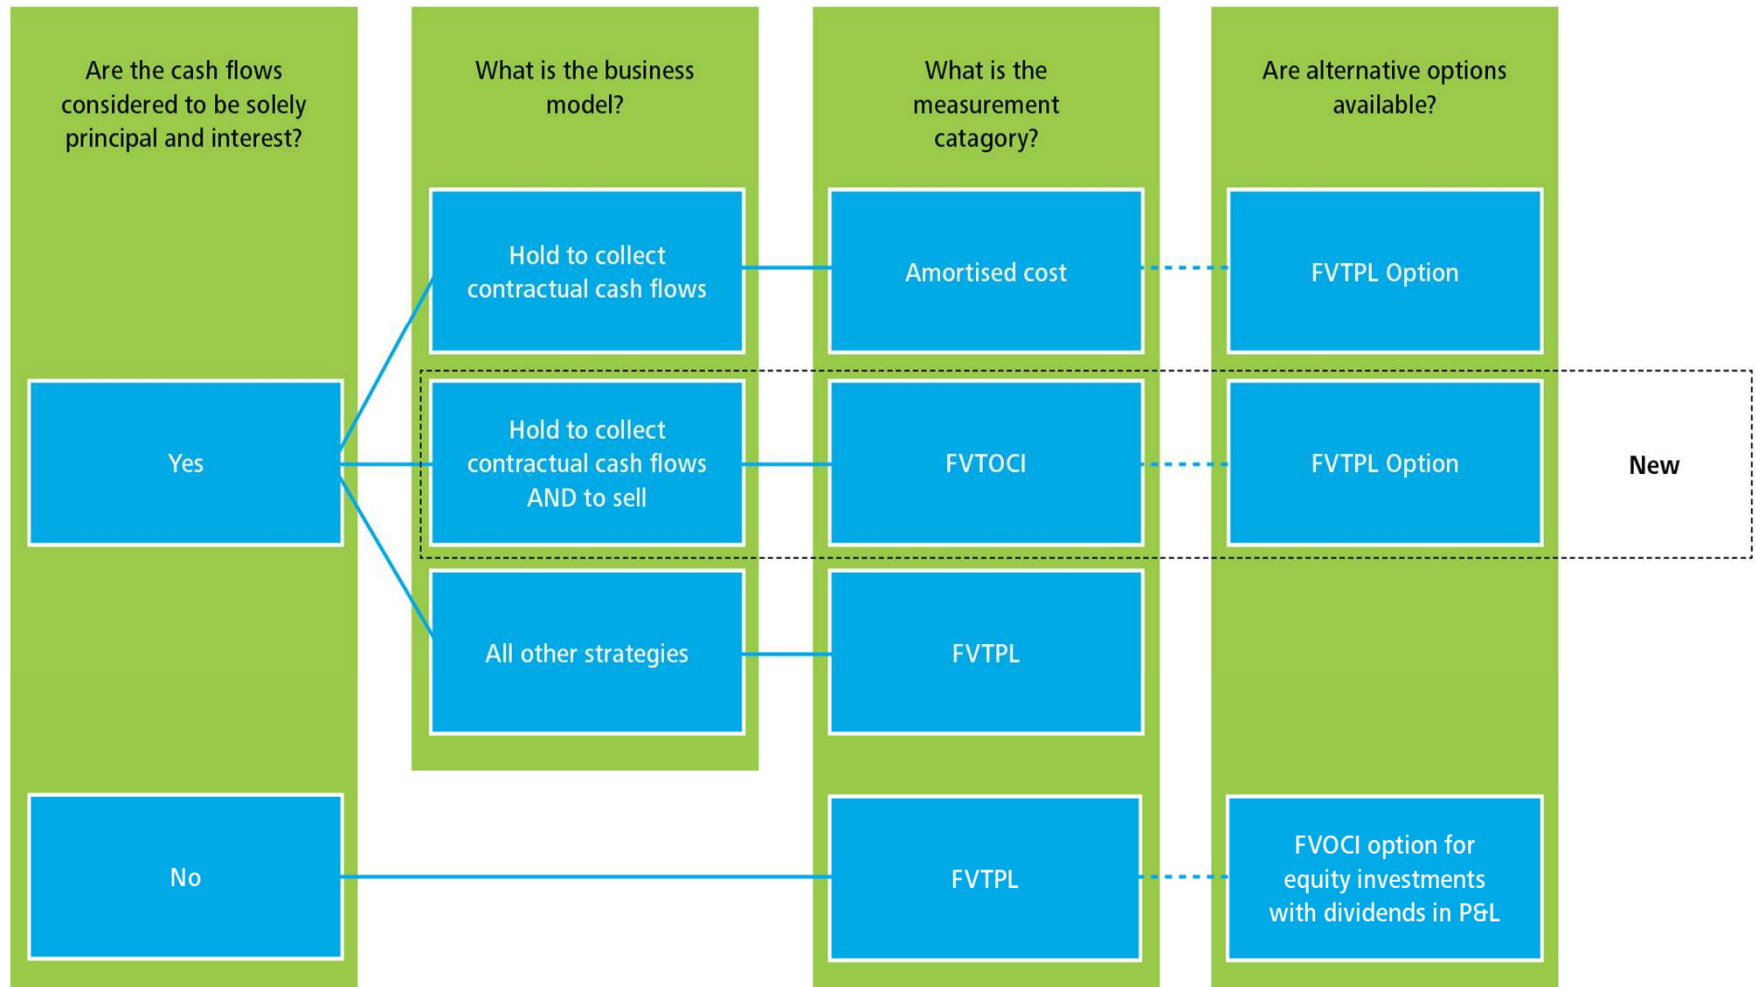 Are the cash flows
considered to be solely
principal and interest?
What is the business
model?
What is the
measurement
catagory?
Are alternative options
available?
Hold to collect
contractual cash flows
Amortised cost
FVTPL Option
Yes
Hold to collect
contractual cash flows
AND to sell
FVTOCI
FVTPL Option
New
All other strategies
FVTPL
No
FVTPL
FVOCI option for
equity investments
with dividends in P&L